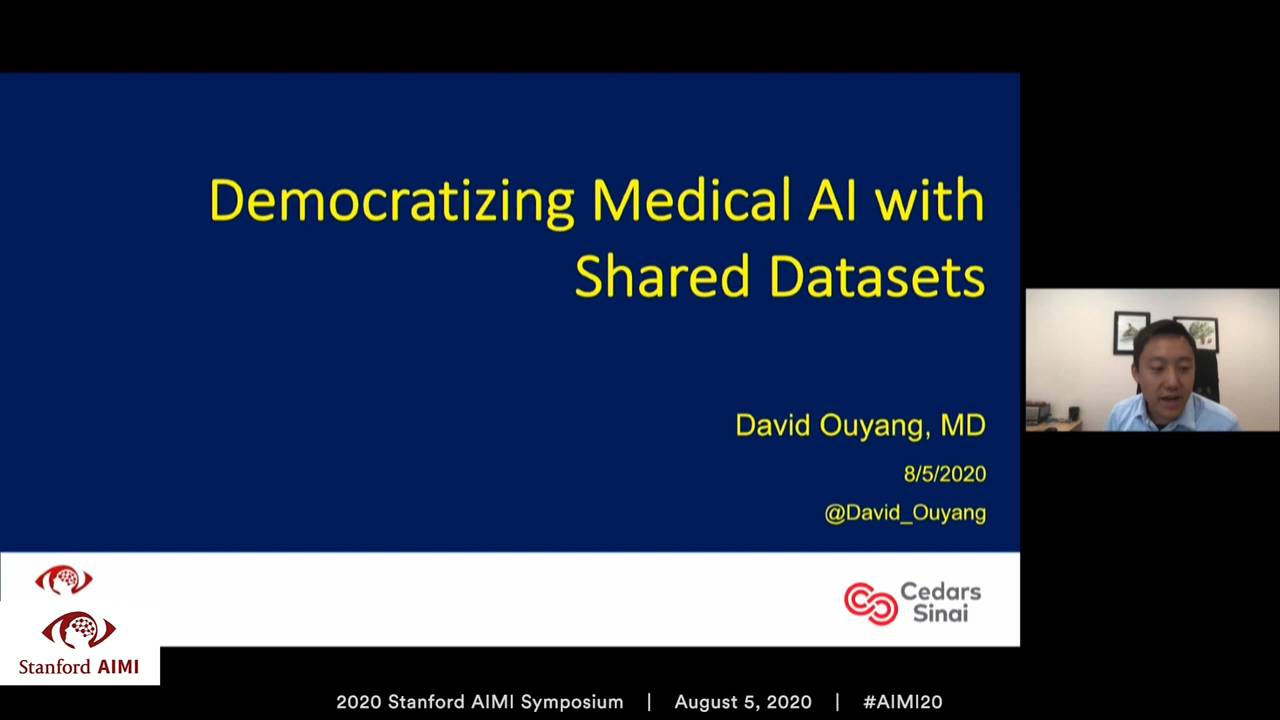 Democratizing Medical AI with
Shared Datasets
David Ouyang, MD
8/5/2020
@David_Ouyang
Cedars
Sinai
Stanford AIMI
2020 Stanford AIMI Symposium | August 5, 2020 | #AIMI20